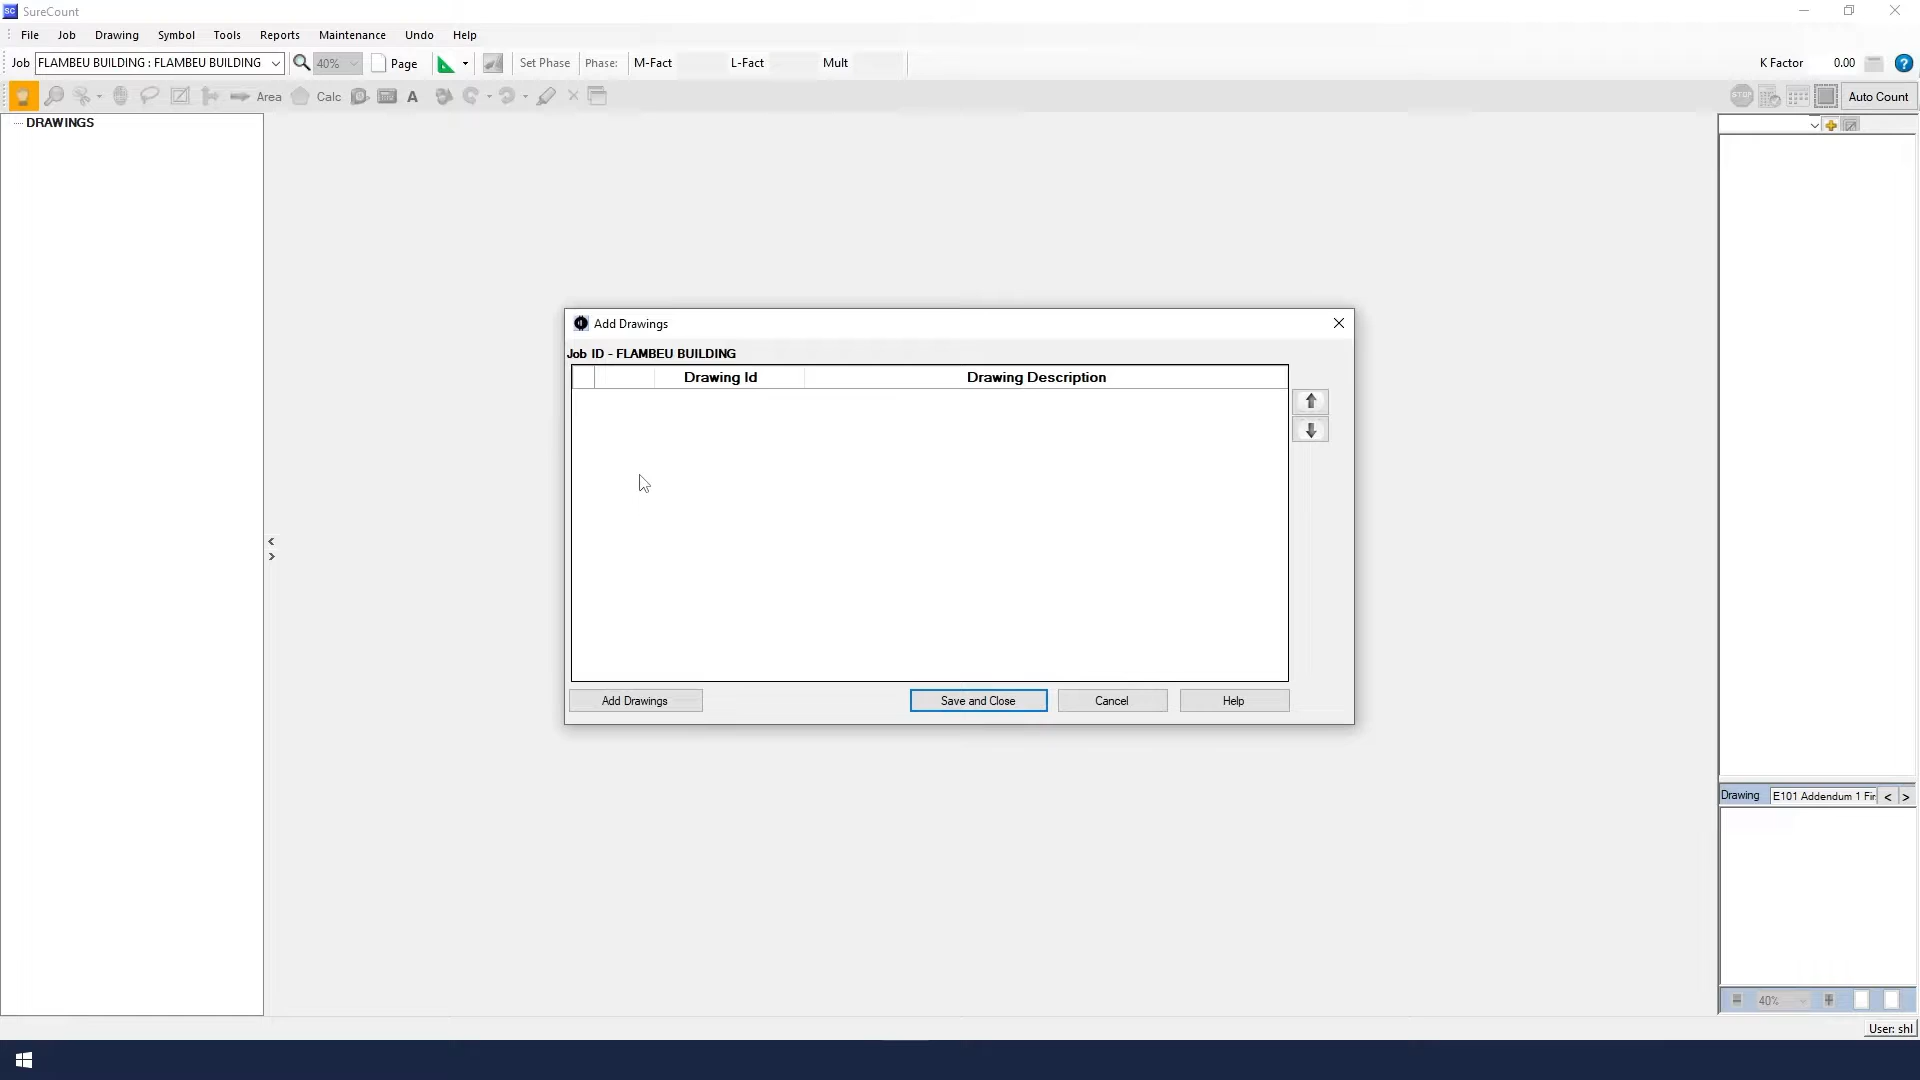 SC SureCount
File Job Drawing Symbol Tools Reports Maintenance Undo Help
Job FLAMBEU BUILDING : FLAMBEU BUILDING 40% Page Set Phase Phase: M-Fact L-Fact Mult K Factor 0.00 ?
Area Calc A STOP Auto Count
DRAWINGS
Add Drawings
Job ID - FLAMBEU BUILDING
Drawing Id Drawing Description
< 
>
Add Drawings Save and Close Cancel Help
Drawing E101 Addendum 1 Fir < >
40%
User: shl